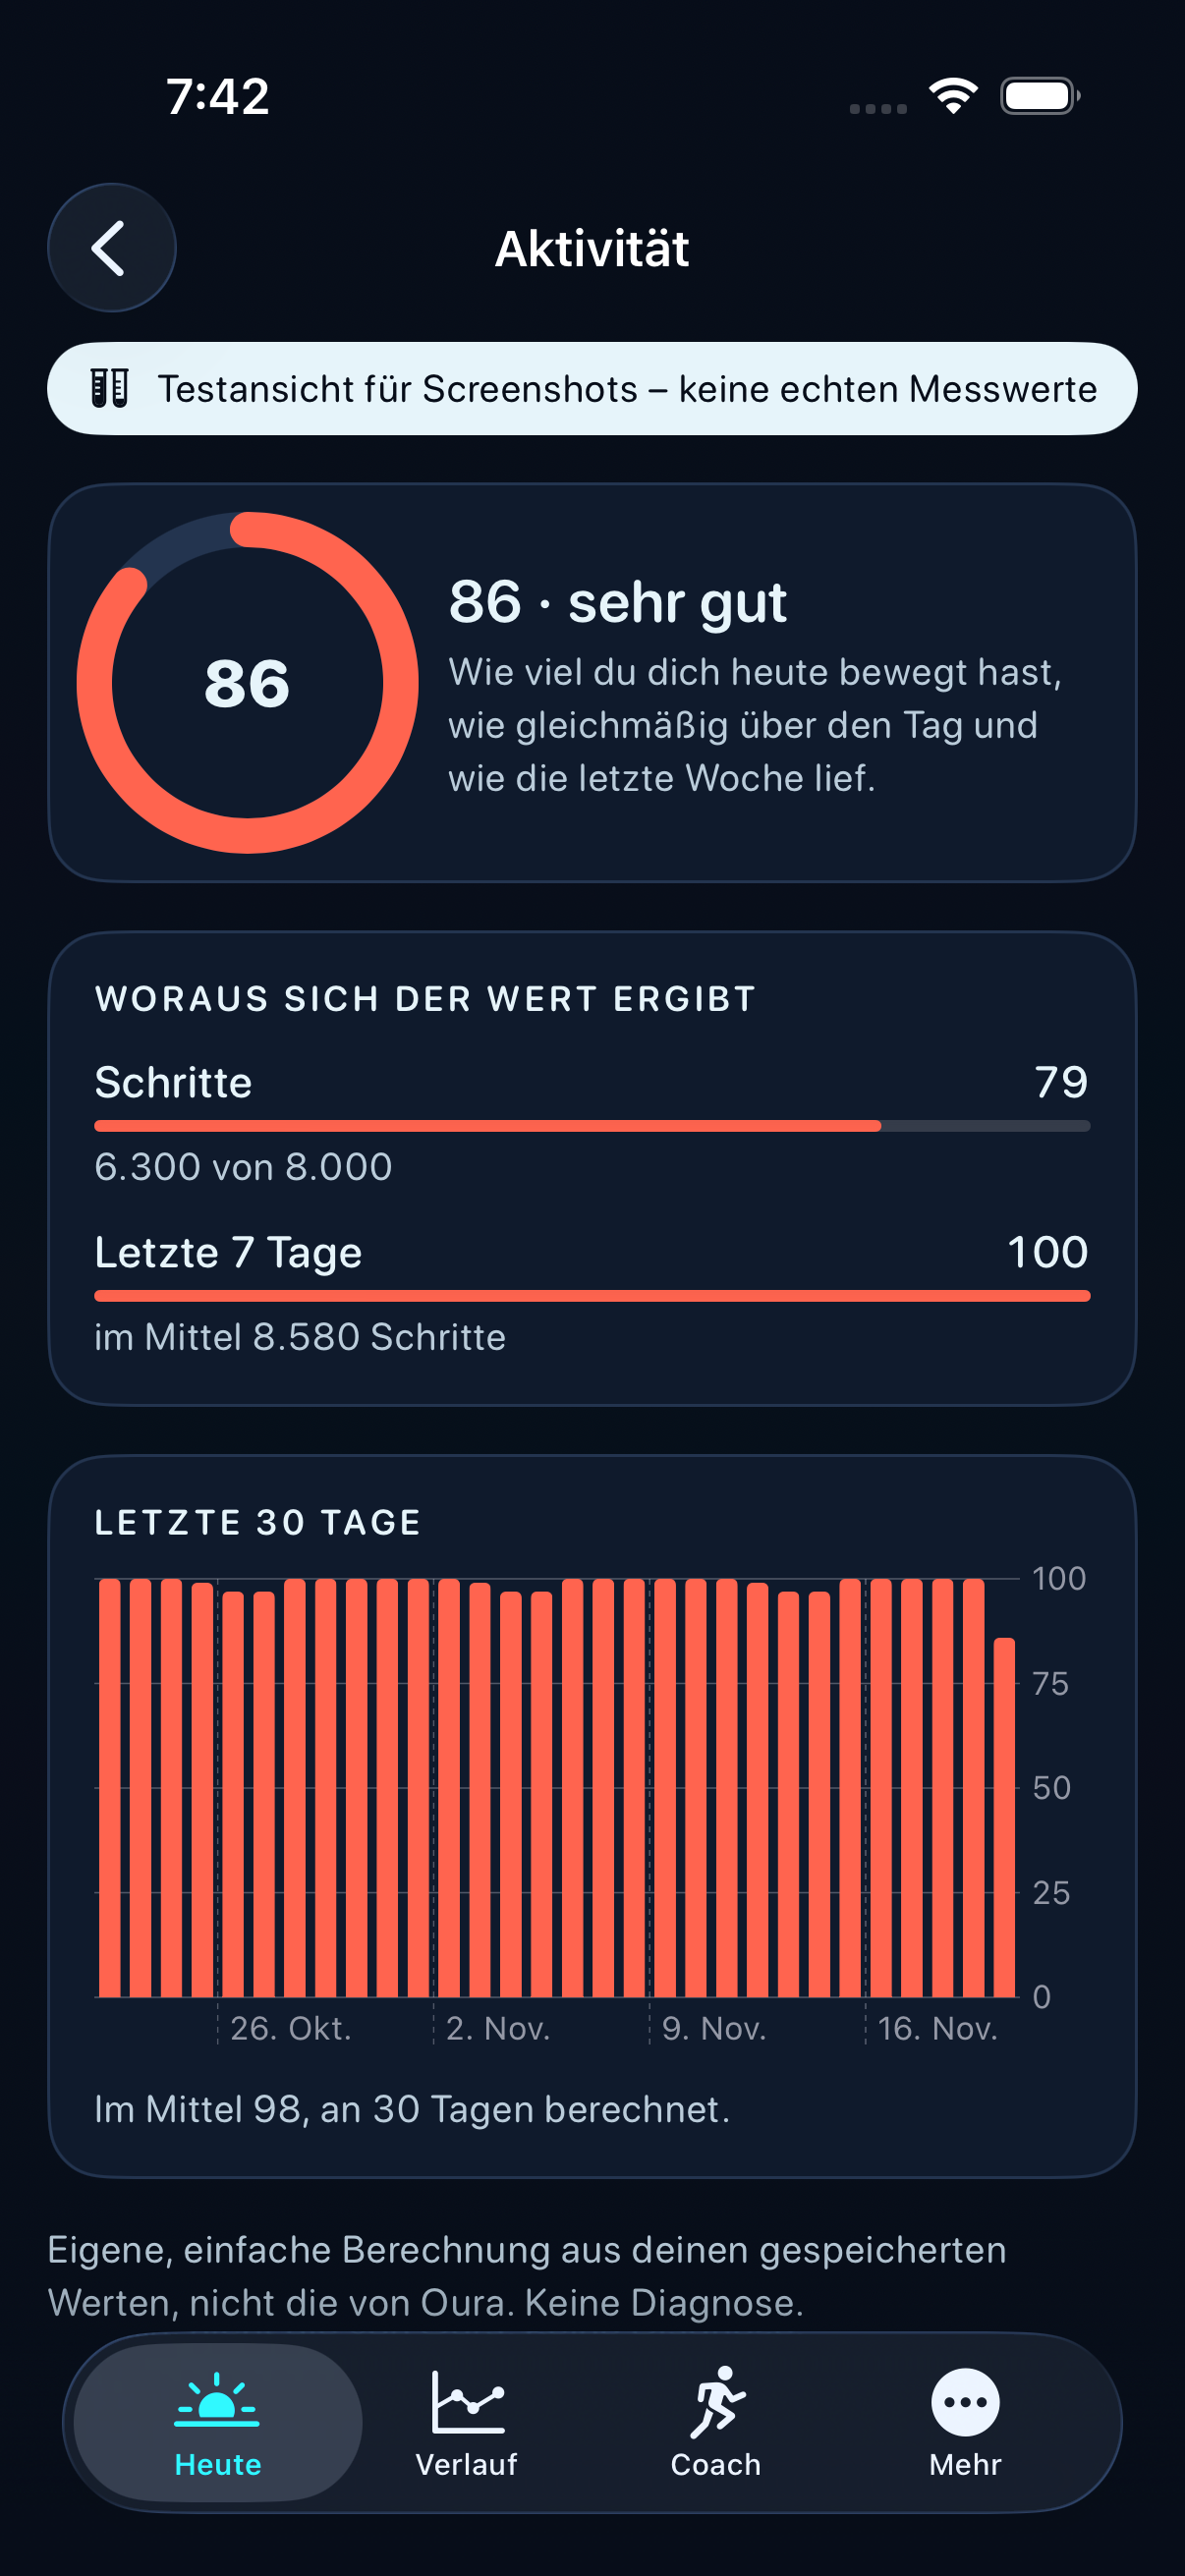 7:42
Aktivität
Testansicht für Screenshots – keine echten Messwerte
86
86 · sehr gut
Wie viel du dich heute bewegt hast,
wie gleichmäßig über den Tag und
wie die letzte Woche lief.
WORAUS SICH DER WERT ERGIBT
Schritte 79
6.300 von 8.000
Letzte 7 Tage 100
im Mittel 8.580 Schritte
LETZTE 30 TAGE
100
75
50
25
0
26. Okt. 2. Nov. 9. Nov. 16. Nov.
Im Mittel 98, an 30 Tagen berechnet.
Eigene, einfache Berechnung aus deinen gespeicherten
Werten, nicht die von Oura. Keine Diagnose.
Heute Verlauf Coach Mehr